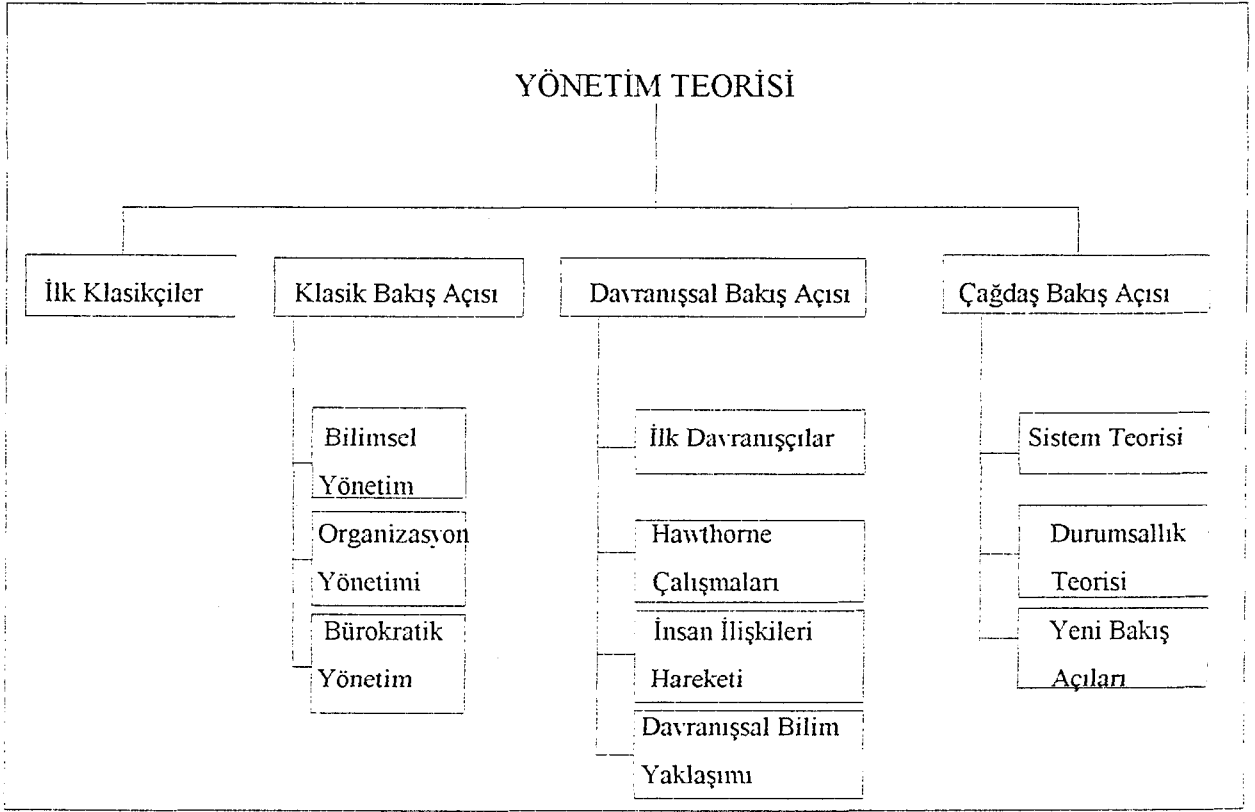 YÖNETİM TEORİSİ
İlk Klasikçiler
Klasik Bakış Açısı
Davranışsal Bakış Açısı
Çağdaş Bakış Açısı
Bilimsel
Yönetim
Organizasyon
Yönetimi
Bürokratik
Yönetim
İlk Davranışçılar
Hawthorne
Çalışmaları
İnsan İlişkileri
Hareketi
Davranışsal Bilim
Yaklaşımı
Sistem Teorisi
Durumsallık
Teorisi
Yeni Bakış
Açıları